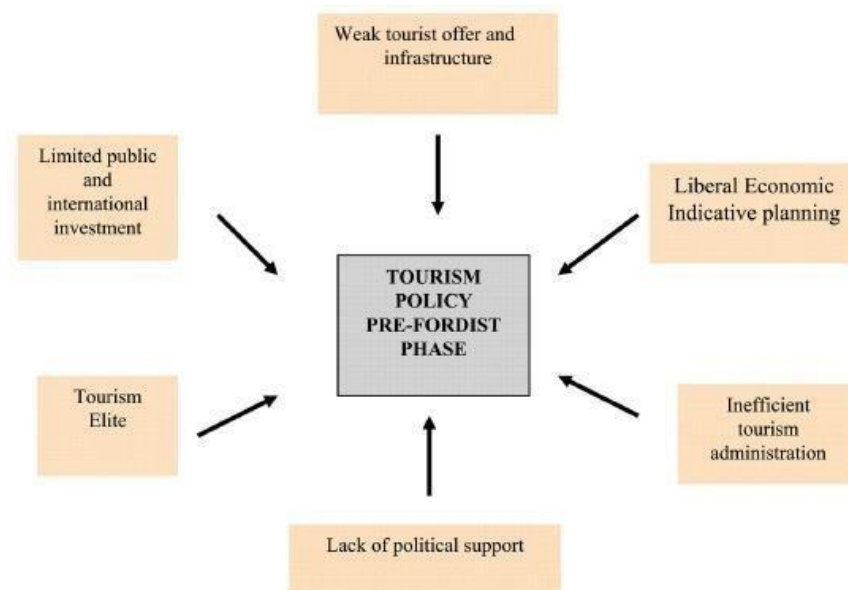 Weak tourist offer and
infrastructure
Limited public
and
international
investment
Liberal Economic
Indicative planning
TOURISM
POLICY
PRE-FORDIST
PHASE
Tourism
Elite
Inefficient
tourism
administration
Lack of political support